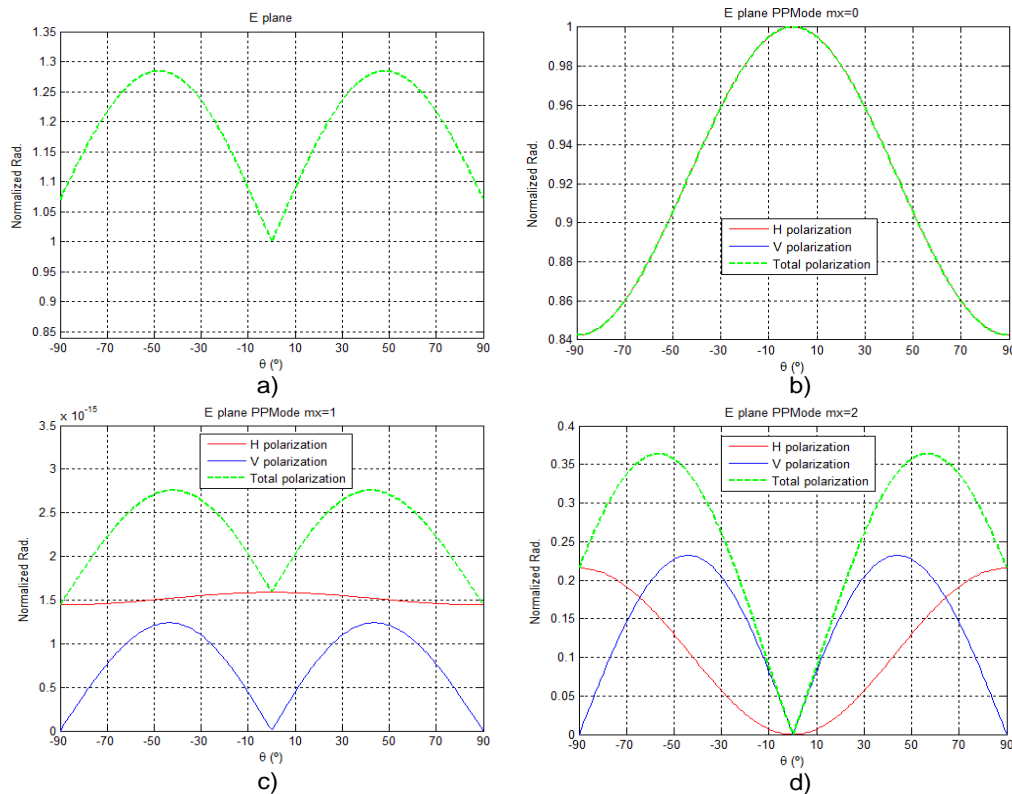 E plane
1.35
1.3
1.25
1.2
1.15
1.1
1.05
1
0.95
0.9
0.85
Normalized Rad.
-90 -70 -50 -30 -10 10 30 50 70 90
θ (º)
a)
E plane PPMode mx=0
1
0.98
0.96
0.94
0.92
0.9
0.88
0.86
0.84
Normalized Rad.
H polarization
V polarization
Total polarization
-90 -70 -50 -30 -10 10 30 50 70 90
θ (º)
b)
x 10-15
E plane PPMode mx=1
3.5
3
2.5
2
1.5
1
0.5
0
Normalized Rad.
H polarization
V polarization
Total polarization
-90 -70 -50 -30 -10 10 30 50 70 90
θ (º)
c)
E plane PPMode mx=2
0.4
0.35
0.3
0.25
0.2
0.15
0.1
0.05
0
Normalized Rad.
H polarization
V polarization
Total polarization
-90 -70 -50 -30 -10 10 30 50 70 90
θ (º)
d)